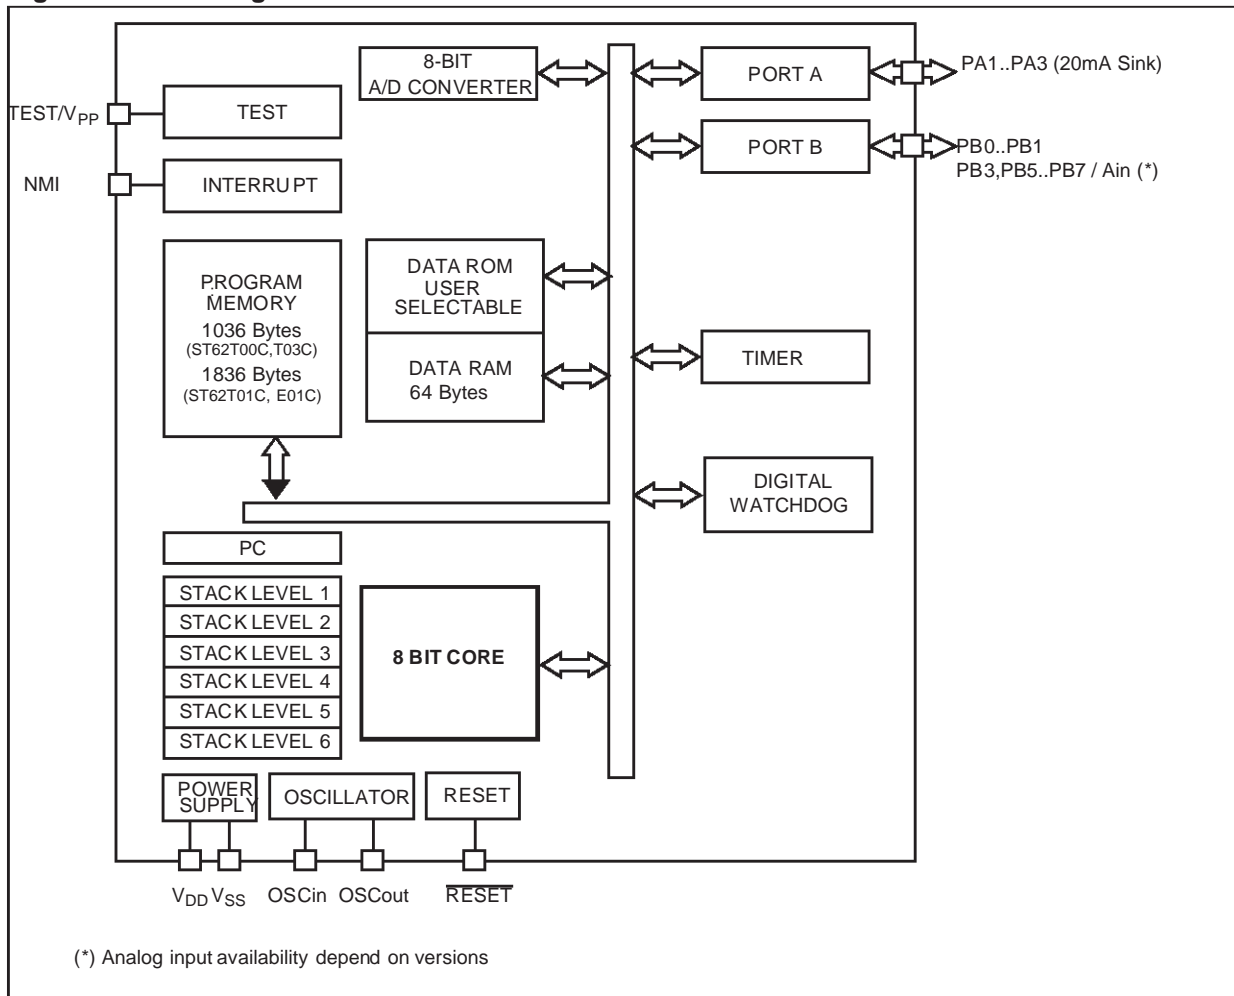 8-BIT
A/D CONVERTER
PORT A
PA1..PA3 (20mA Sink)
TEST/VPP
TEST
PORT B
PB0..PB1
PB3,PB5..PB7 / Ain (*)
NMI
INTERRUPT
PROGRAM
MEMORY
1036 Bytes
(ST62T00C,T03C)
1836 Bytes
(ST62T01C, E01C)
DATA ROM
USER
SELECTABLE
DATA RAM
64 Bytes
TIMER
DIGITAL
WATCHDOG
PC
STACK LEVEL 1
STACK LEVEL 2
STACK LEVEL 3
STACK LEVEL 4
STACK LEVEL 5
STACK LEVEL 6
8 BIT CORE
POWER
SUPPLY
OSCILLATOR
RESET
VDD VSS OSCin OSCout RESET
(*) Analog input availability depend on versions